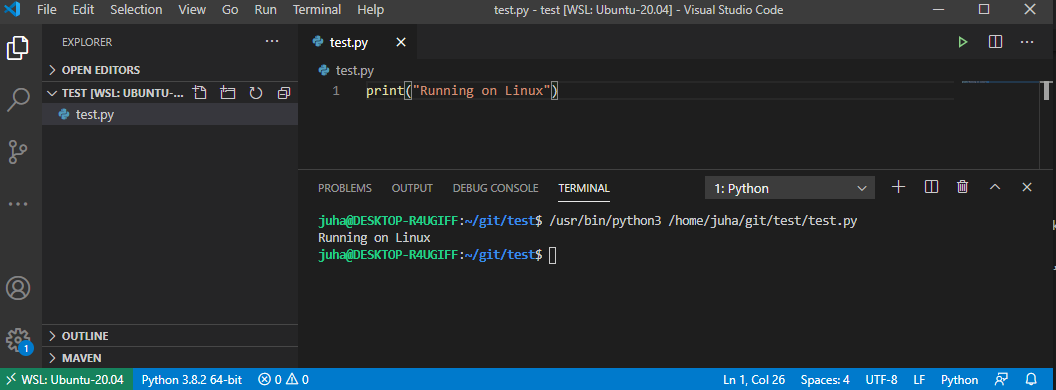 File Edit Selection View Go Run Terminal Help test.py - test [WSL: Ubuntu-20.04] - Visual Studio Code
EXPLORER
OPEN EDITORS
TEST [WSL: UBUNTU-...
test.py
OUTLINE
MAVEN
test.py
test.py
1 print("Running on Linux")
PROBLEMS OUTPUT DEBUG CONSOLE TERMINAL 1: Python
juha@DESKTOP-R4UGIFF:~/git/test$ /usr/bin/python3 /home/juha/git/test/test.py
Running on Linux
juha@DESKTOP-R4UGIFF:~/git/test$
1
WSL: Ubuntu-20.04 Python 3.8.2 64-bit 0 0 Ln 1, Col 26 Spaces: 4 UTF-8 LF Python